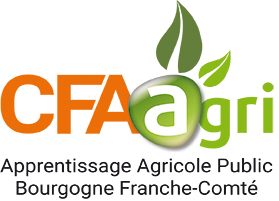 CFAagri
Apprentissage Agricole Public
Bourgogne Franche-Comté